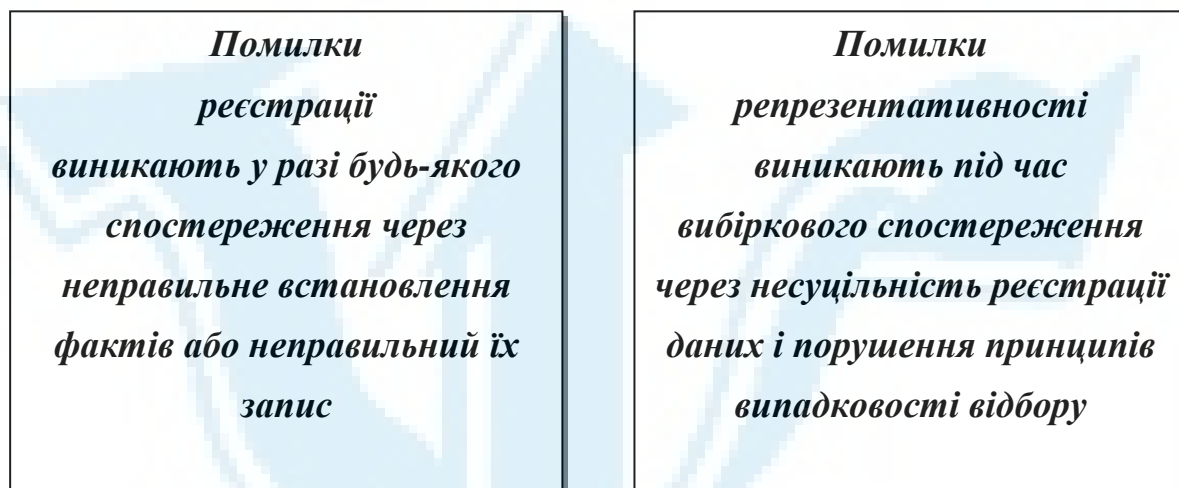 Помилки
реєстрації
виникають у разі будь-якого
спостереження через
неправильне встановлення
фактів або неправильний їх
запис
Помилки
репрезентативності
виникають під час
вибіркового спостереження
через несуцільність реєстрації
даних і порушення принципів
випадковості відбору